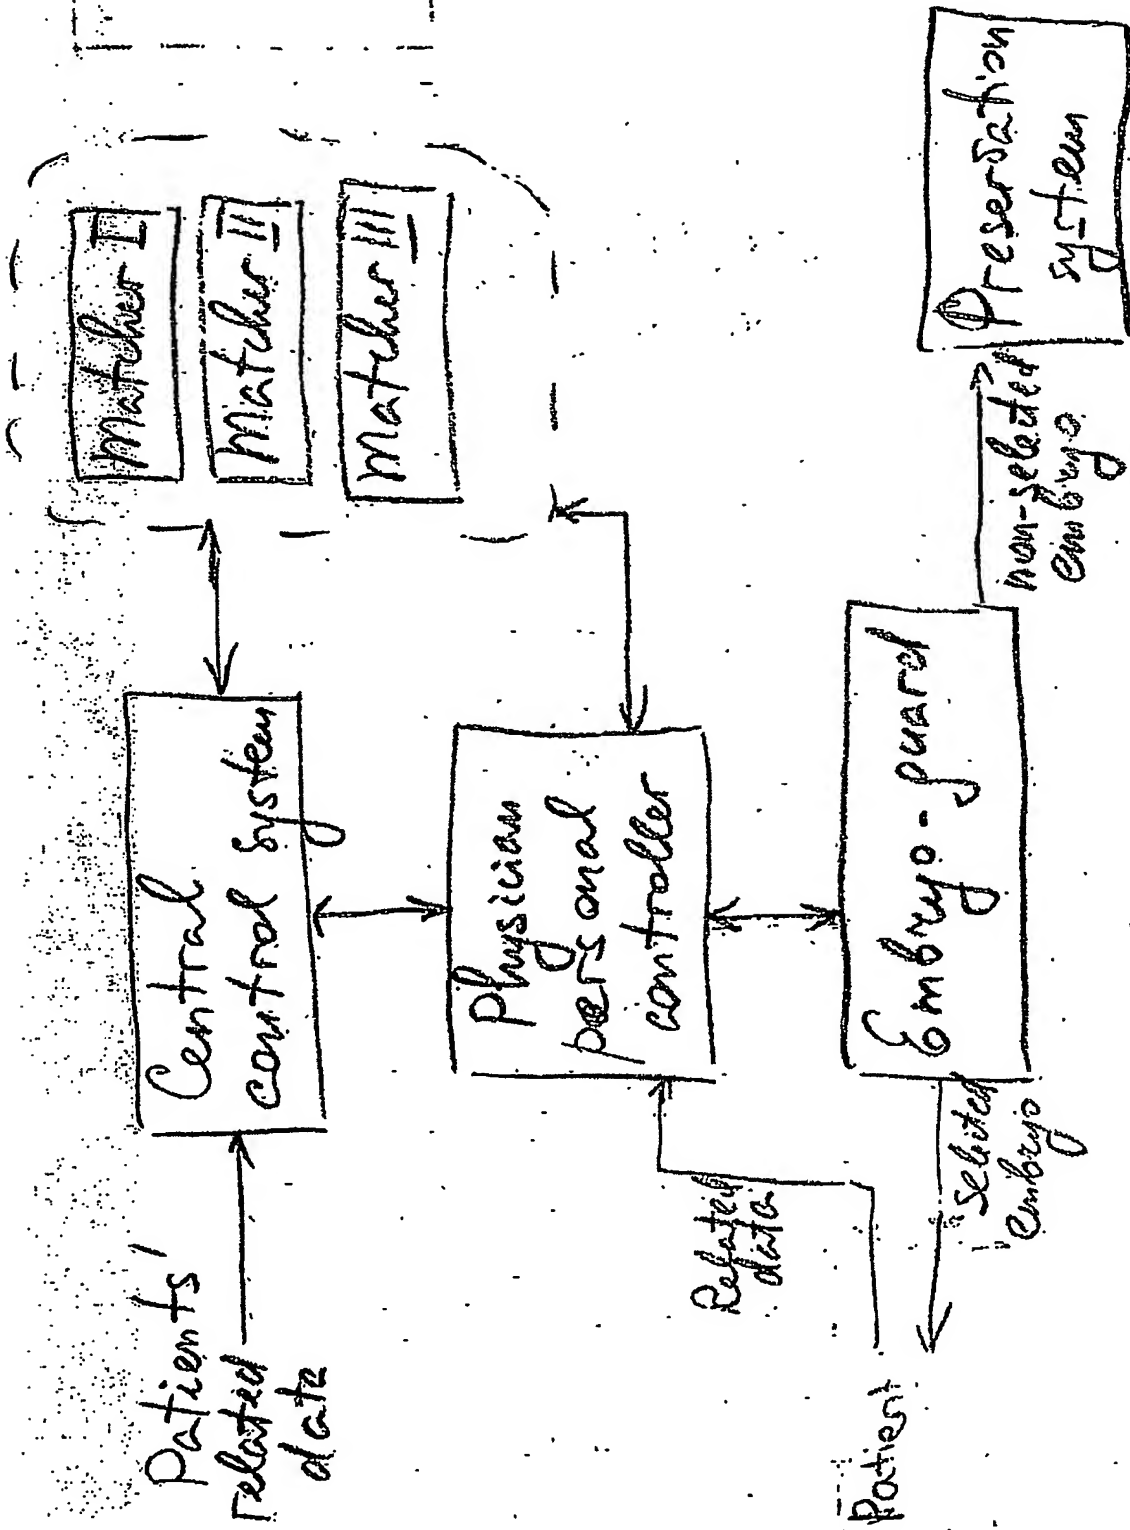 Patients'
related
data
Central
control system
Matcher I
Matcher II
Matcher III
Physician
personal
controller
Related
data
Patient
Embryo-guard
selected
embryo
non-selected
embryo
Preservation
system